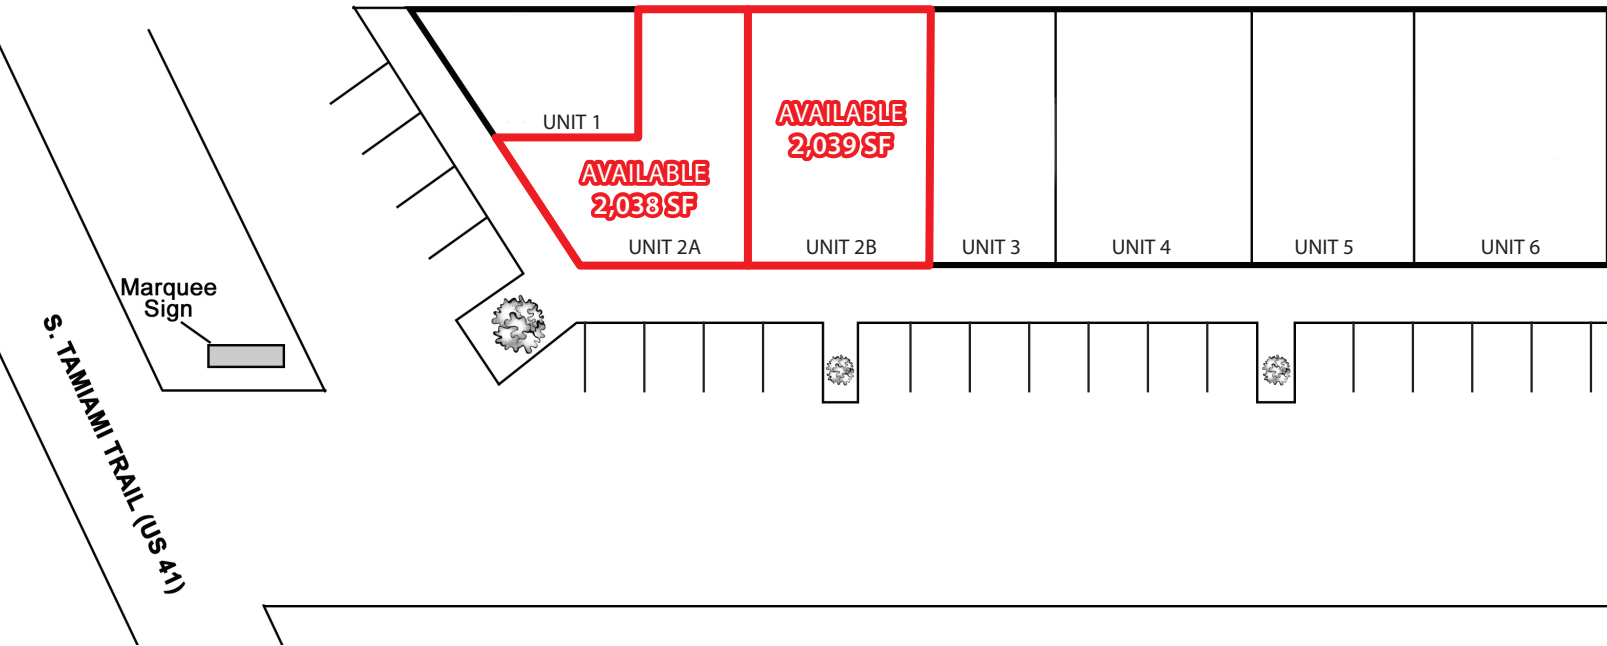 UNIT 1
AVAILABLE
2,038 SF
UNIT 2A
AVAILABLE
2,039 SF
UNIT 2B
UNIT 3
UNIT 4
UNIT 5
UNIT 6
Marquee
Sign
S. TAMIAMI TRAIL (US 41)